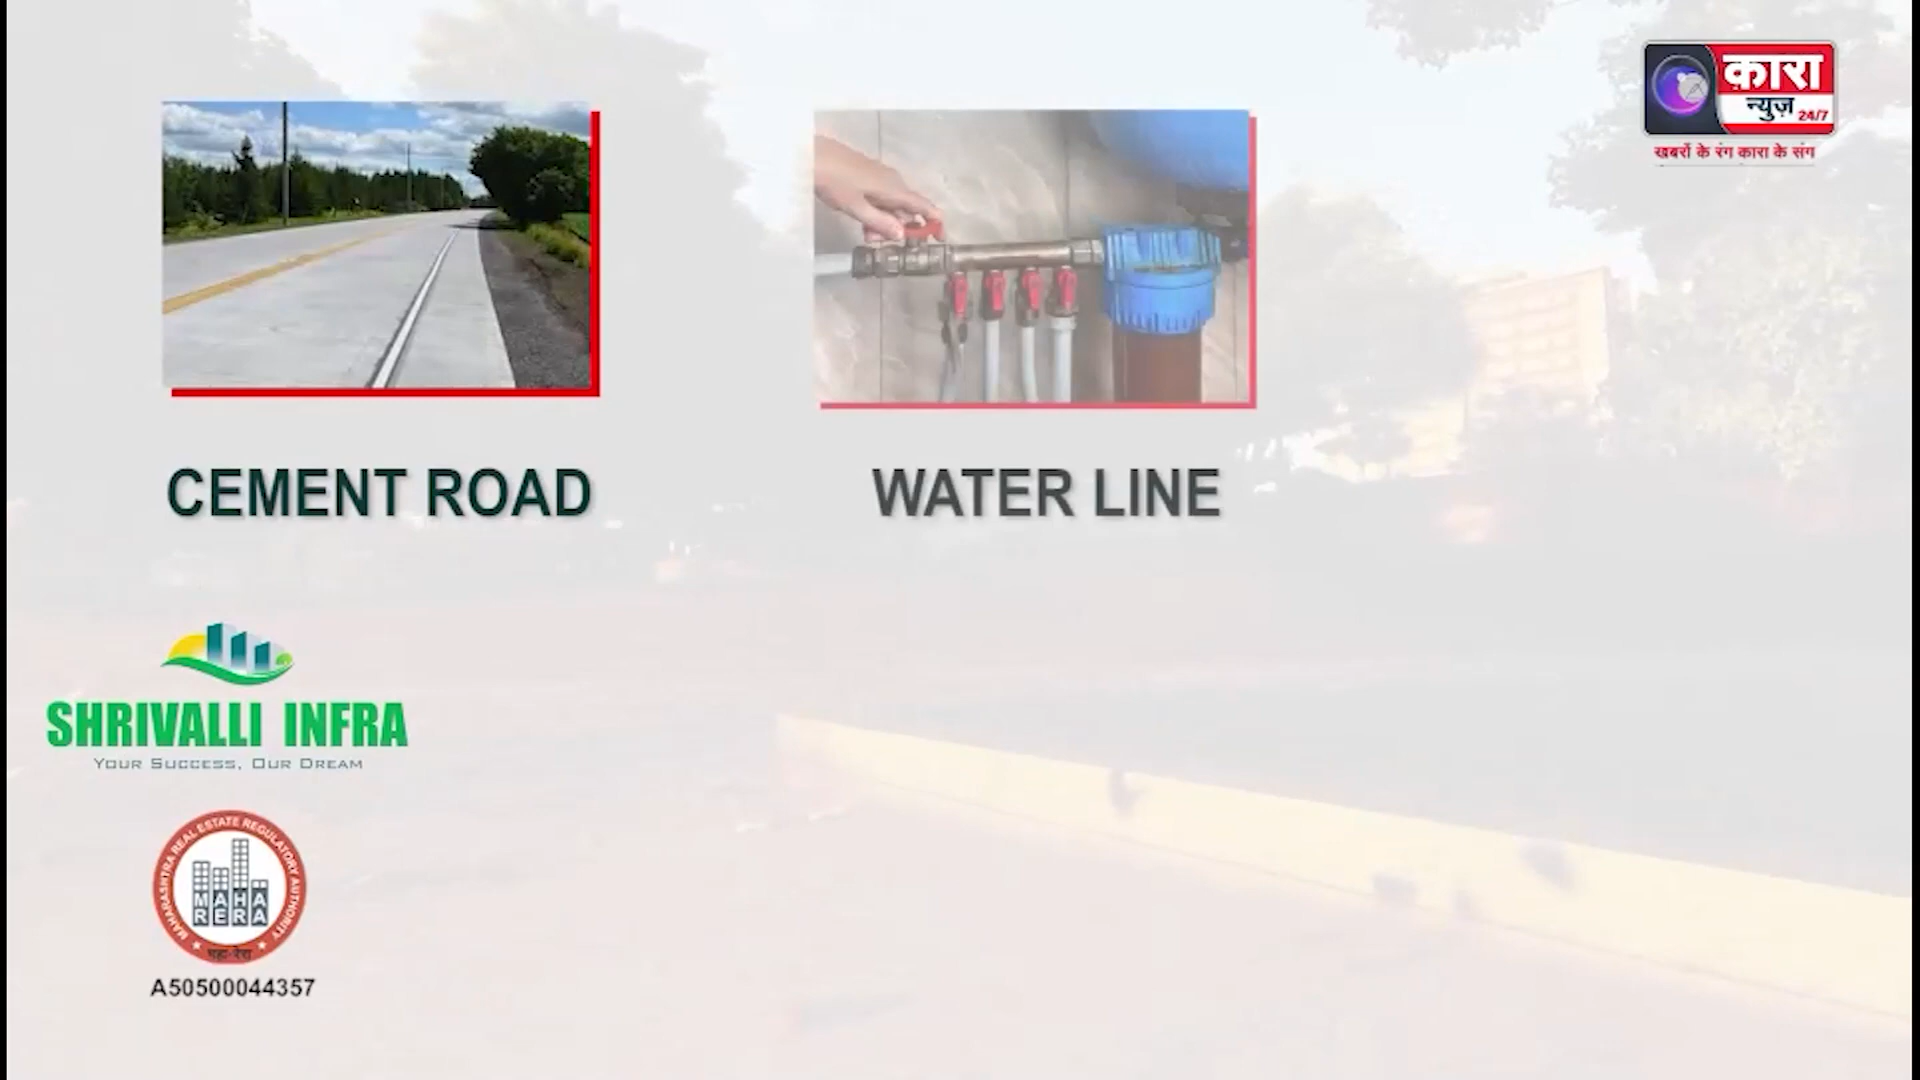 क़ारा
न्युज़ 24/7
खबरों के रंग कारा के संग
CEMENT ROAD
WATER LINE
SHRIVALLI INFRA
YOUR SUCCESS, OUR DREAM
MAHARASHTRA REAL ESTATE REGULATORY AUTHORITY
MAHA
RERA
महा-रेरा
A50500044357